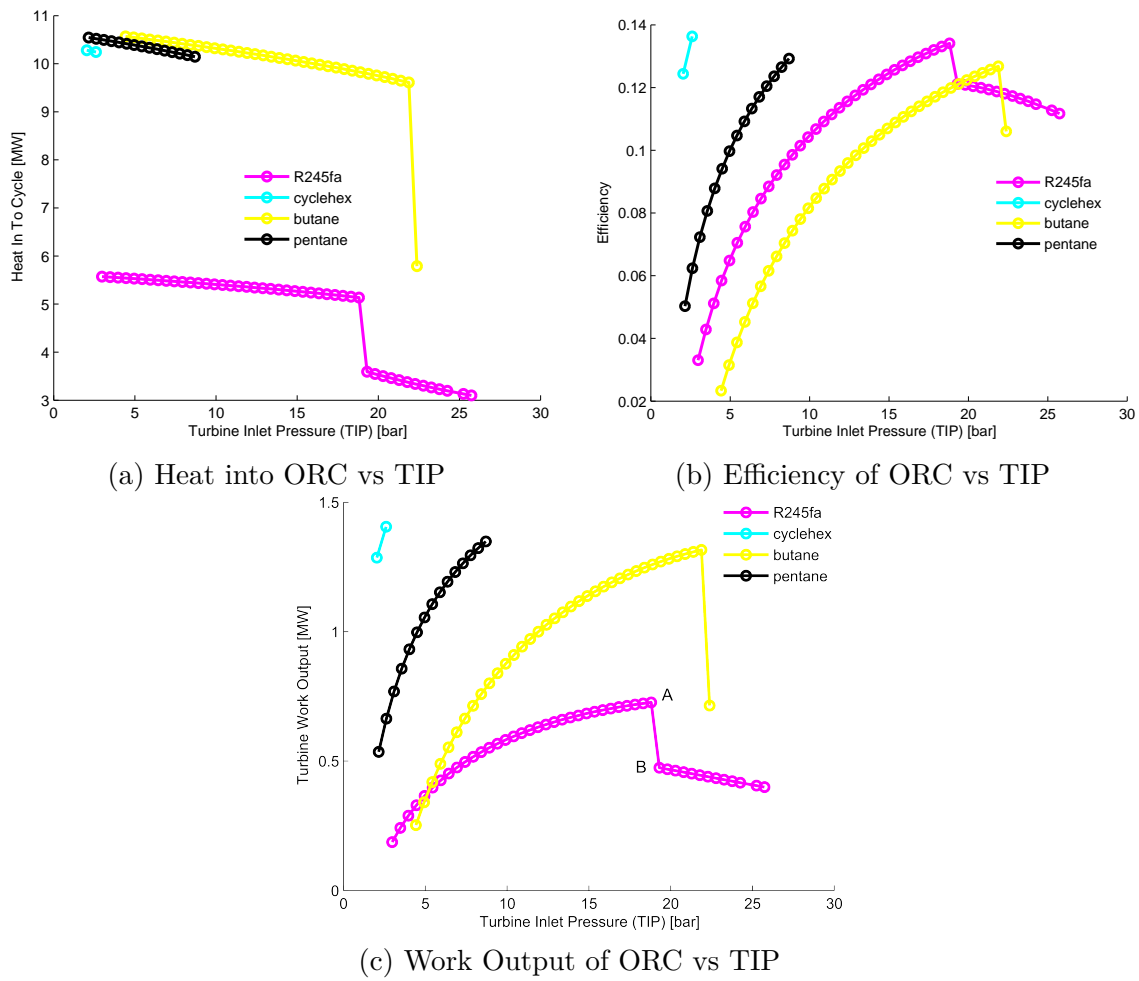 11
10
9
8
7
6
5
4
3
0 5 10 15 20 25 30
Heat In To Cycle [MW]
Turbine Inlet Pressure (TIP) [bar]
R245fa
cyclehex
butane
pentane
(a) Heat into ORC vs TIP
0.14
0.12
0.1
0.08
0.06
0.04
0.02
0 5 10 15 20 25 30
Efficiency
Turbine Inlet Pressure (TIP) [bar]
R245fa
cyclehex
butane
pentane
(b) Efficiency of ORC vs TIP
1.5
1
0.5
0
0 5 10 15 20 25 30
Turbine Work Output [MW]
Turbine Inlet Pressure (TIP) [bar]
R245fa
cyclehex
butane
pentane
A
B
(c) Work Output of ORC vs TIP